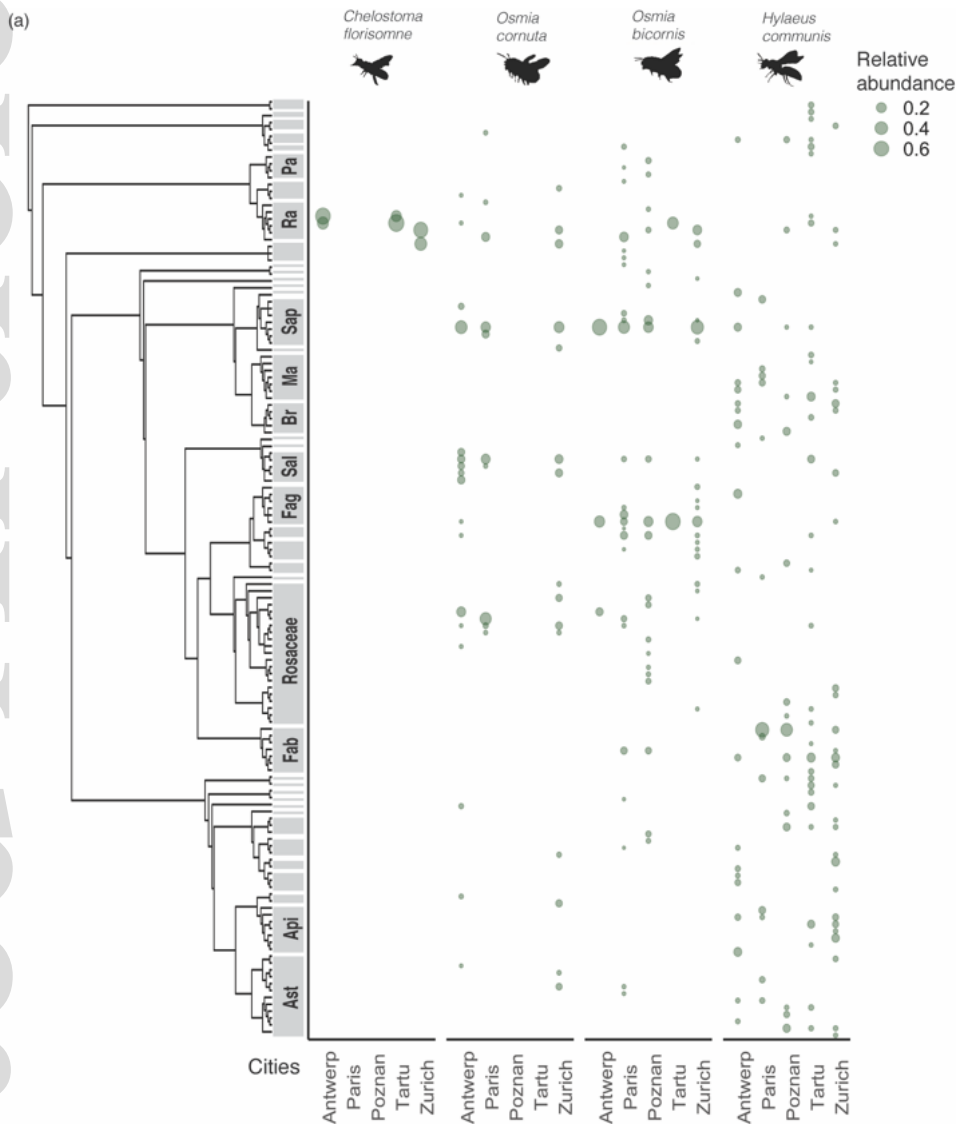 (a)
Chelostoma
florisomne
Osmia
cornuta
Osmia
bicornis
Hylaeus
communis
Relative
abundance
0.2
0.4
0.6
Pa
Ra
Sap
Ma
Br
Sal
Fag
Rosaceae
Fab
Api
Ast
Cities
Antwerp
Paris
Poznan
Tartu
Zurich
Antwerp
Paris
Poznan
Tartu
Zurich
Antwerp
Paris
Poznan
Tartu
Zurich
Antwerp
Paris
Poznan
Tartu
Zurich